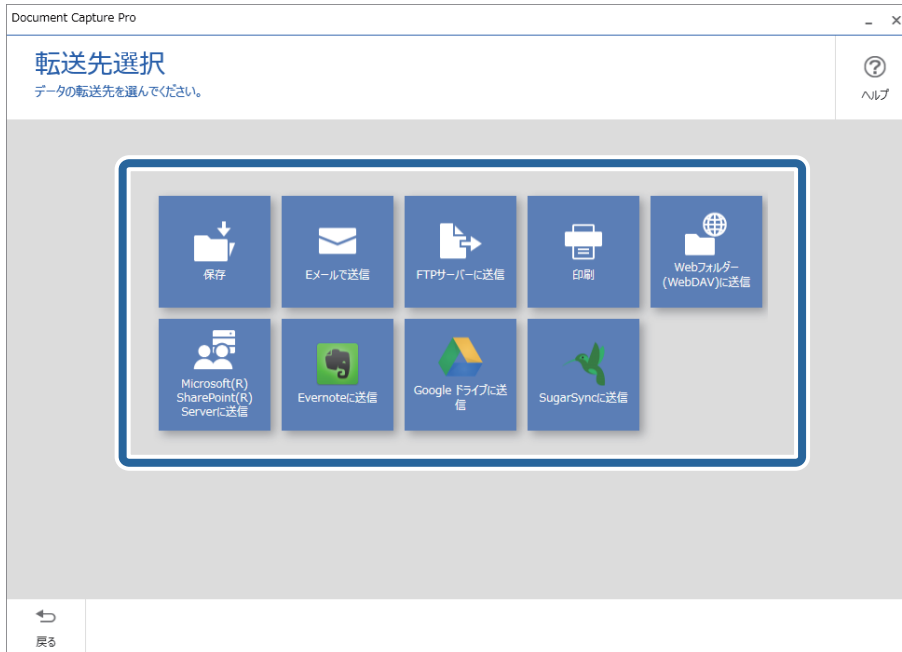 Document Capture Pro
転送先選択
データの転送先を選んでください。
ヘルプ
保存
Eメールで送信
FTPサーバーに送信
印刷
Webフォルダー
(WebDAV)に送信
Microsoft(R)
SharePoint(R)
Serverに送信
Evernoteに送信
Google ドライブに送
信
SugarSyncに送信
戻る